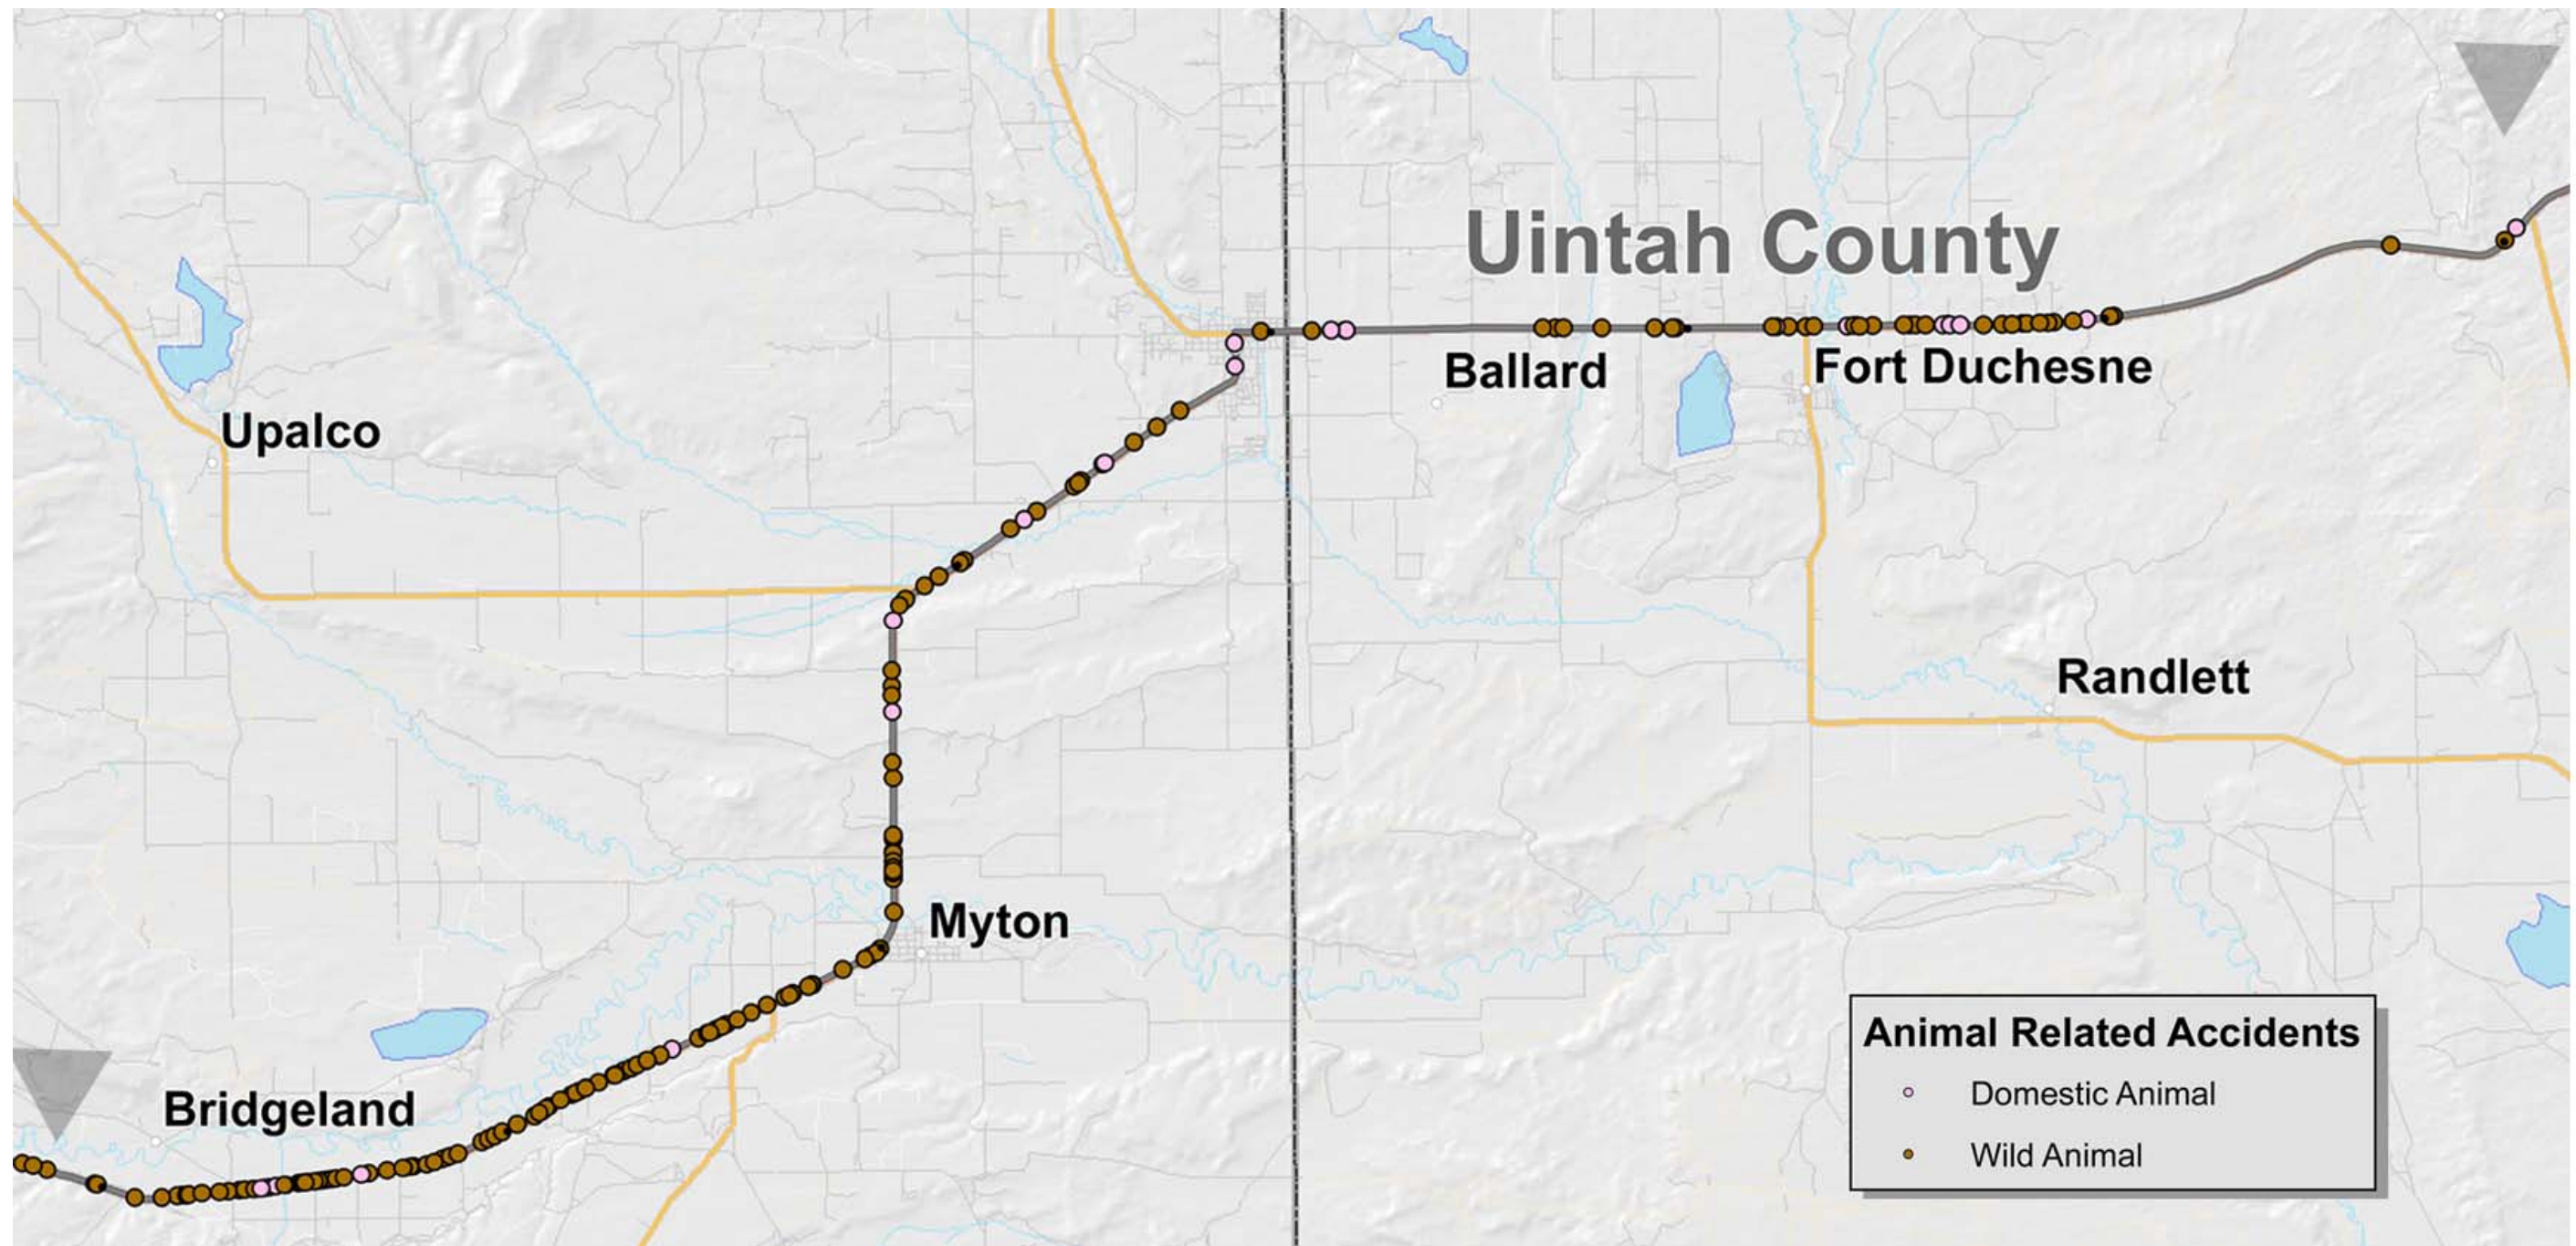 Uintah County
Ballard
Fort Duchesne
Upalco
Randlett
Myton
Bridgeland
Animal Related Accidents
Domestic Animal
Wild Animal